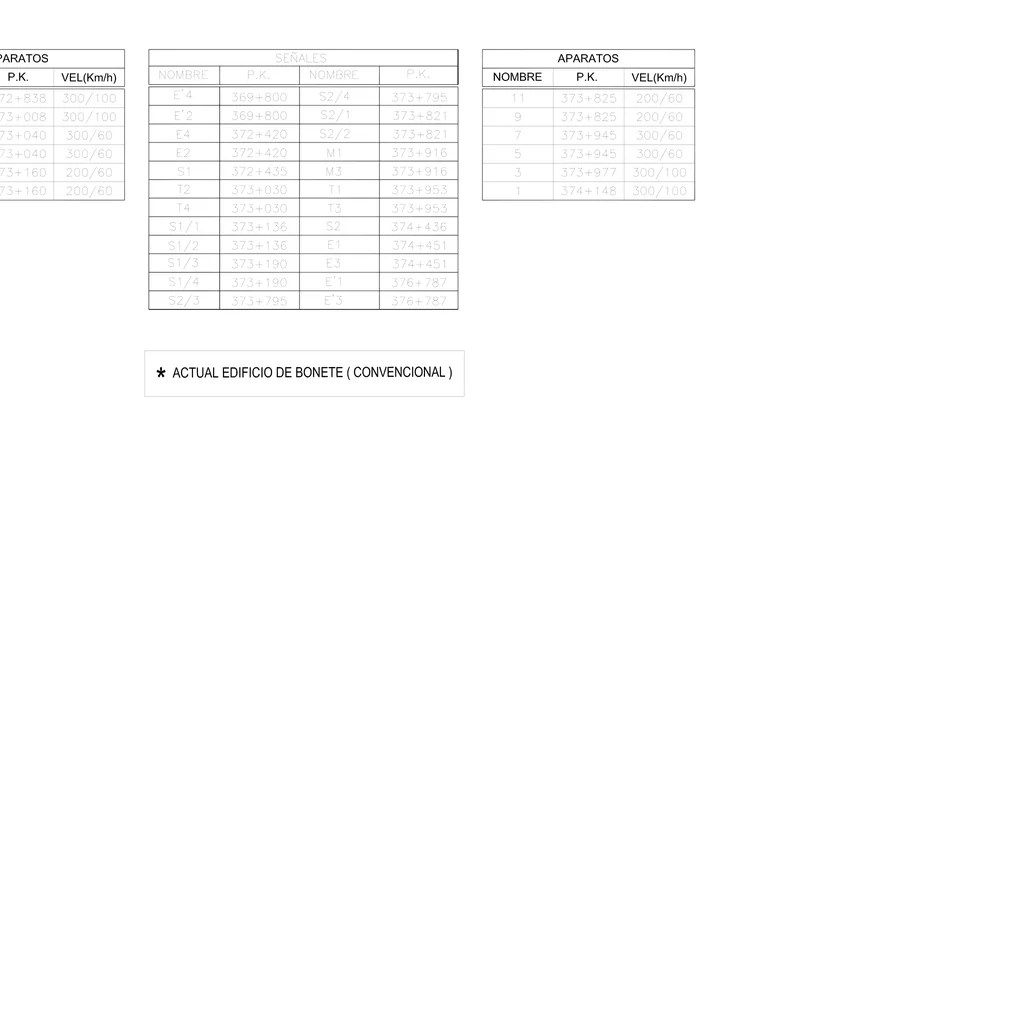 PARATOS
P.K. VEL(Km/h)
72+838 300/100
73+008 300/100
73+040 300/60
73+040 300/60
73+160 200/60
73+160 200/60
SEÑALES
NOMBRE P.K. NOMBRE P.K.
E'4 369+800 S2/4 373+795
E'2 369+800 S2/1 373+821
E4 372+420 S2/2 373+821
E2 372+420 M1 373+916
S1 372+435 M3 373+916
T2 373+030 T1 373+953
T4 373+030 T3 373+953
S1/1 373+136 S2 374+436
S1/2 373+136 E1 374+451
S1/3 373+190 E3 374+451
S1/4 373+190 E'1 376+787
S2/3 373+795 E'3 376+787
APARATOS
NOMBRE P.K. VEL(Km/h)
11 373+825 200/60
9 373+825 200/60
7 373+945 300/60
5 373+945 300/60
3 373+977 300/100
1 374+148 300/100
* ACTUAL EDIFICIO DE BONETE ( CONVENCIONAL )